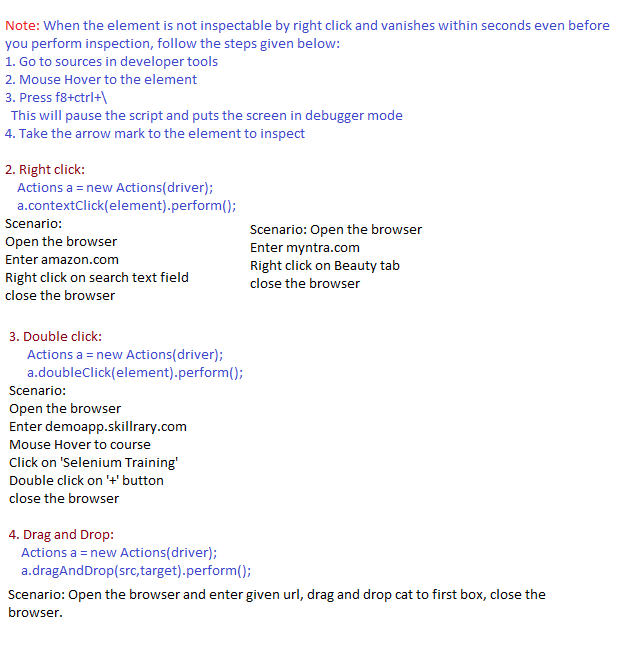 Note: When the element is not inspectable by right click and vanishes within seconds even before
you perform inspection, follow the steps given below:
1. Go to sources in developer tools
2. Mouse Hover to the element
3. Press f8+ctrl+\
This will pause the script and puts the screen in debugger mode
4. Take the arrow mark to the element to inspect
2. Right click:
Actions a = new Actions(driver);
a.contextClick(element).perform();
Scenario:
Open the browser
Enter amazon.com
Right click on search text field
close the browser
Scenario: Open the browser
Enter myntra.com
Right click on Beauty tab
close the browser
3. Double click:
Actions a = new Actions(driver);
a.doubleClick(element).perform();
Scenario:
Open the browser
Enter demoapp.skillrary.com
Mouse Hover to course
Click on 'Selenium Training'
Double click on '+' button
close the browser
4. Drag and Drop:
Actions a = new Actions(driver);
a.dragAndDrop(src,target).perform();
Scenario: Open the browser and enter given url, drag and drop cat to first box, close the
browser.